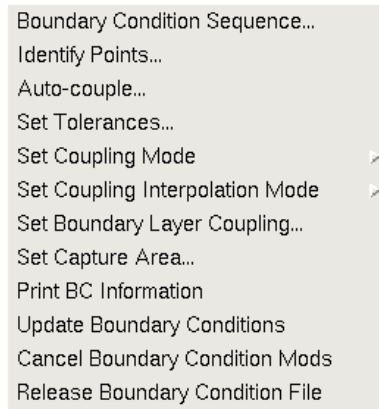 Boundary Condition Sequence...
Identify Points...
Auto-couple...
Set Tolerances...
Set Coupling Mode
Set Coupling Interpolation Mode
Set Boundary Layer Coupling...
Set Capture Area...
Print BC Information
Update Boundary Conditions
Cancel Boundary Condition Mods
Release Boundary Condition File